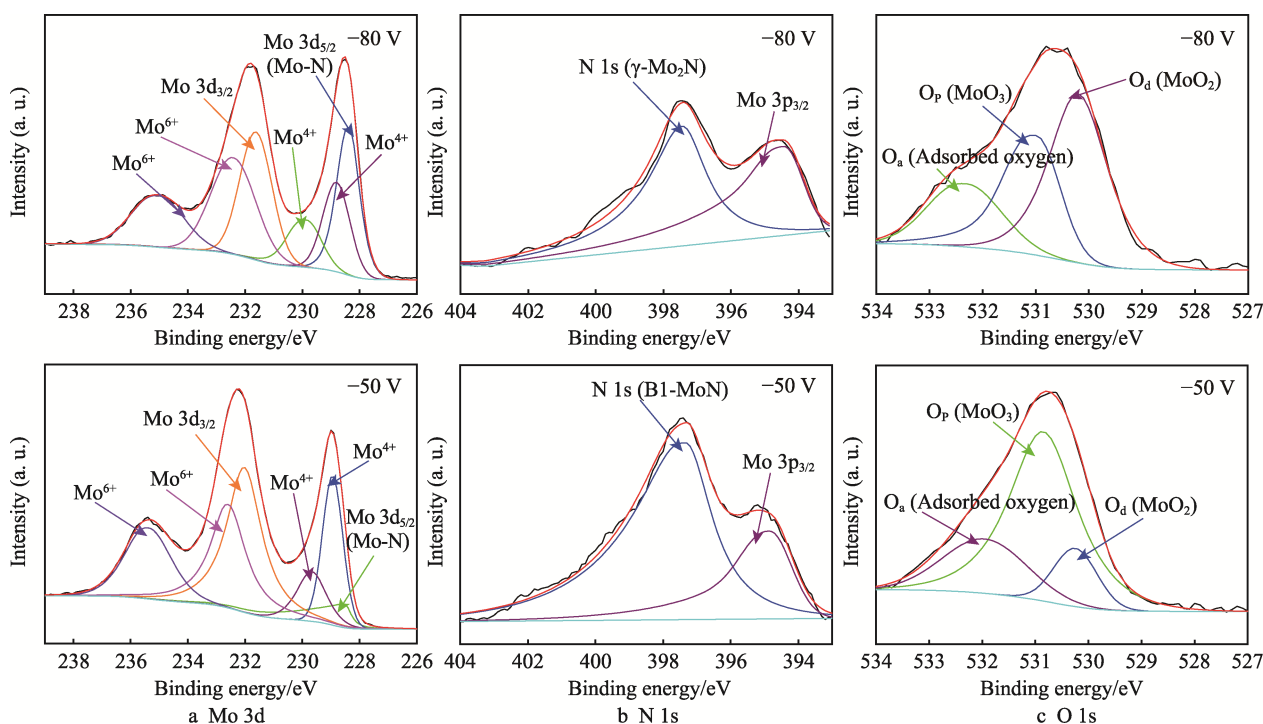 −80 V
Mo 3d5/2
(Mo-N)
Mo 3d3/2
Mo6+
Mo4+
Mo4+
Mo6+
Intensity (a. u.)
238 236 234 232 230 228 226
Binding energy/eV
−80 V
N 1s (γ-Mo2N)
Mo 3p3/2
Intensity (a. u.)
404 402 400 398 396 394
Binding energy/eV
−80 V
Od (MoO2)
OP (MoO3)
Oa (Adsorbed oxygen)
Intensity (a. u.)
534 533 532 531 530 529 528 527
Binding energy/eV
−50 V
Mo 3d3/2
Mo4+
Mo6+
Mo4+
Mo6+
Mo 3d5/2
(Mo-N)
Intensity (a. u.)
238 236 234 232 230 228 226
Binding energy/eV
a Mo 3d
−50 V
N 1s (B1-MoN)
Mo 3p3/2
Intensity (a. u.)
404 402 400 398 396 394
Binding energy/eV
b N 1s
−50 V
OP (MoO3)
Oa (Adsorbed oxygen)
Od (MoO2)
Intensity (a. u.)
534 533 532 531 530 529 528 527
Binding energy/eV
c O 1s